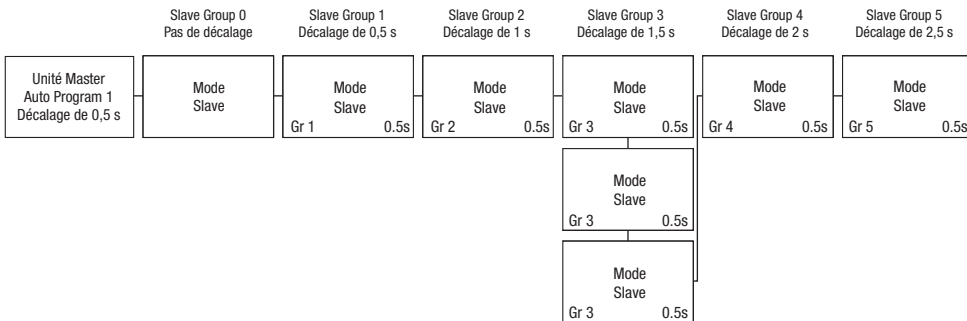 Slave Group 0
Pas de décalage
Slave Group 1
Décalage de 0,5 s
Slave Group 2
Décalage de 1 s
Slave Group 3
Décalage de 1,5 s
Slave Group 4
Décalage de 2 s
Slave Group 5
Décalage de 2,5 s
Unité Master
Auto Program 1
Décalage de 0,5 s
Mode
Slave
Mode
Slave
Gr 1 0.5s
Mode
Slave
Gr 2 0.5s
Mode
Slave
Gr 3 0.5s
Mode
Slave
Gr 4 0.5s
Mode
Slave
Gr 5 0.5s
Mode
Slave
Gr 3 0.5s
Mode
Slave
Gr 3 0.5s